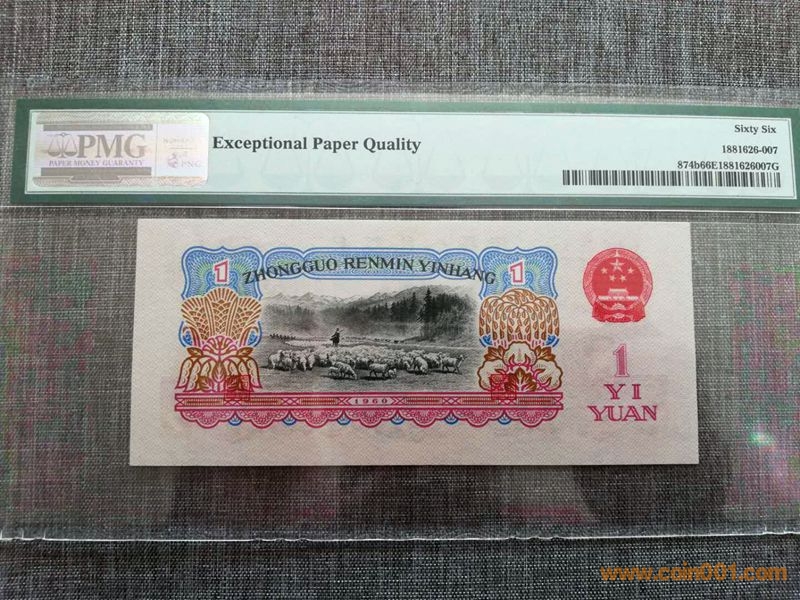 PMG
PAPER MONEY GUARANTY
PMG
Exceptional Paper Quality
Sixty Six
1881626-007
874b66E1881626007G
1
ZHONGGUO RENMIN YINHANG
1
1960
1
YI
YUAN
www.coin001.com